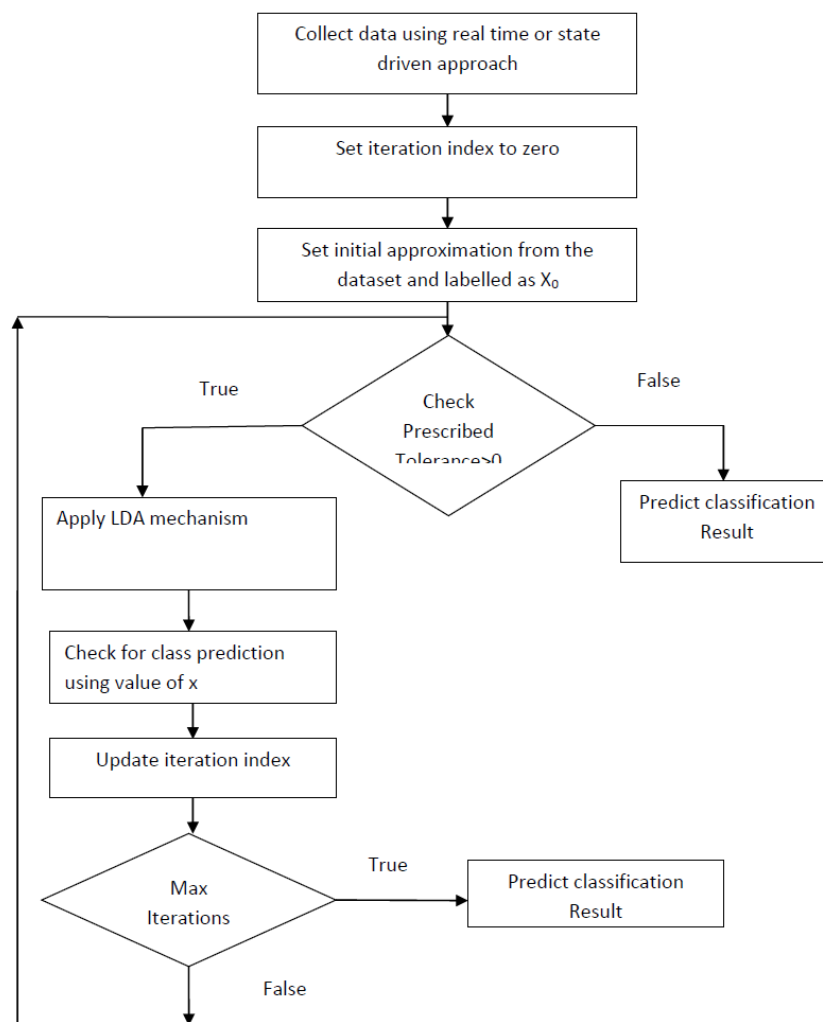 Collect data using real time or state
driven approach
Set iteration index to zero
Set initial approximation from the
dataset and labelled as X₀
True
False
Check
Prescribed
Tolerance>0
Predict classification
Result
Apply LDA mechanism
Check for class prediction
using value of x
Update iteration index
True
Max
Iterations
Predict classification
Result
False